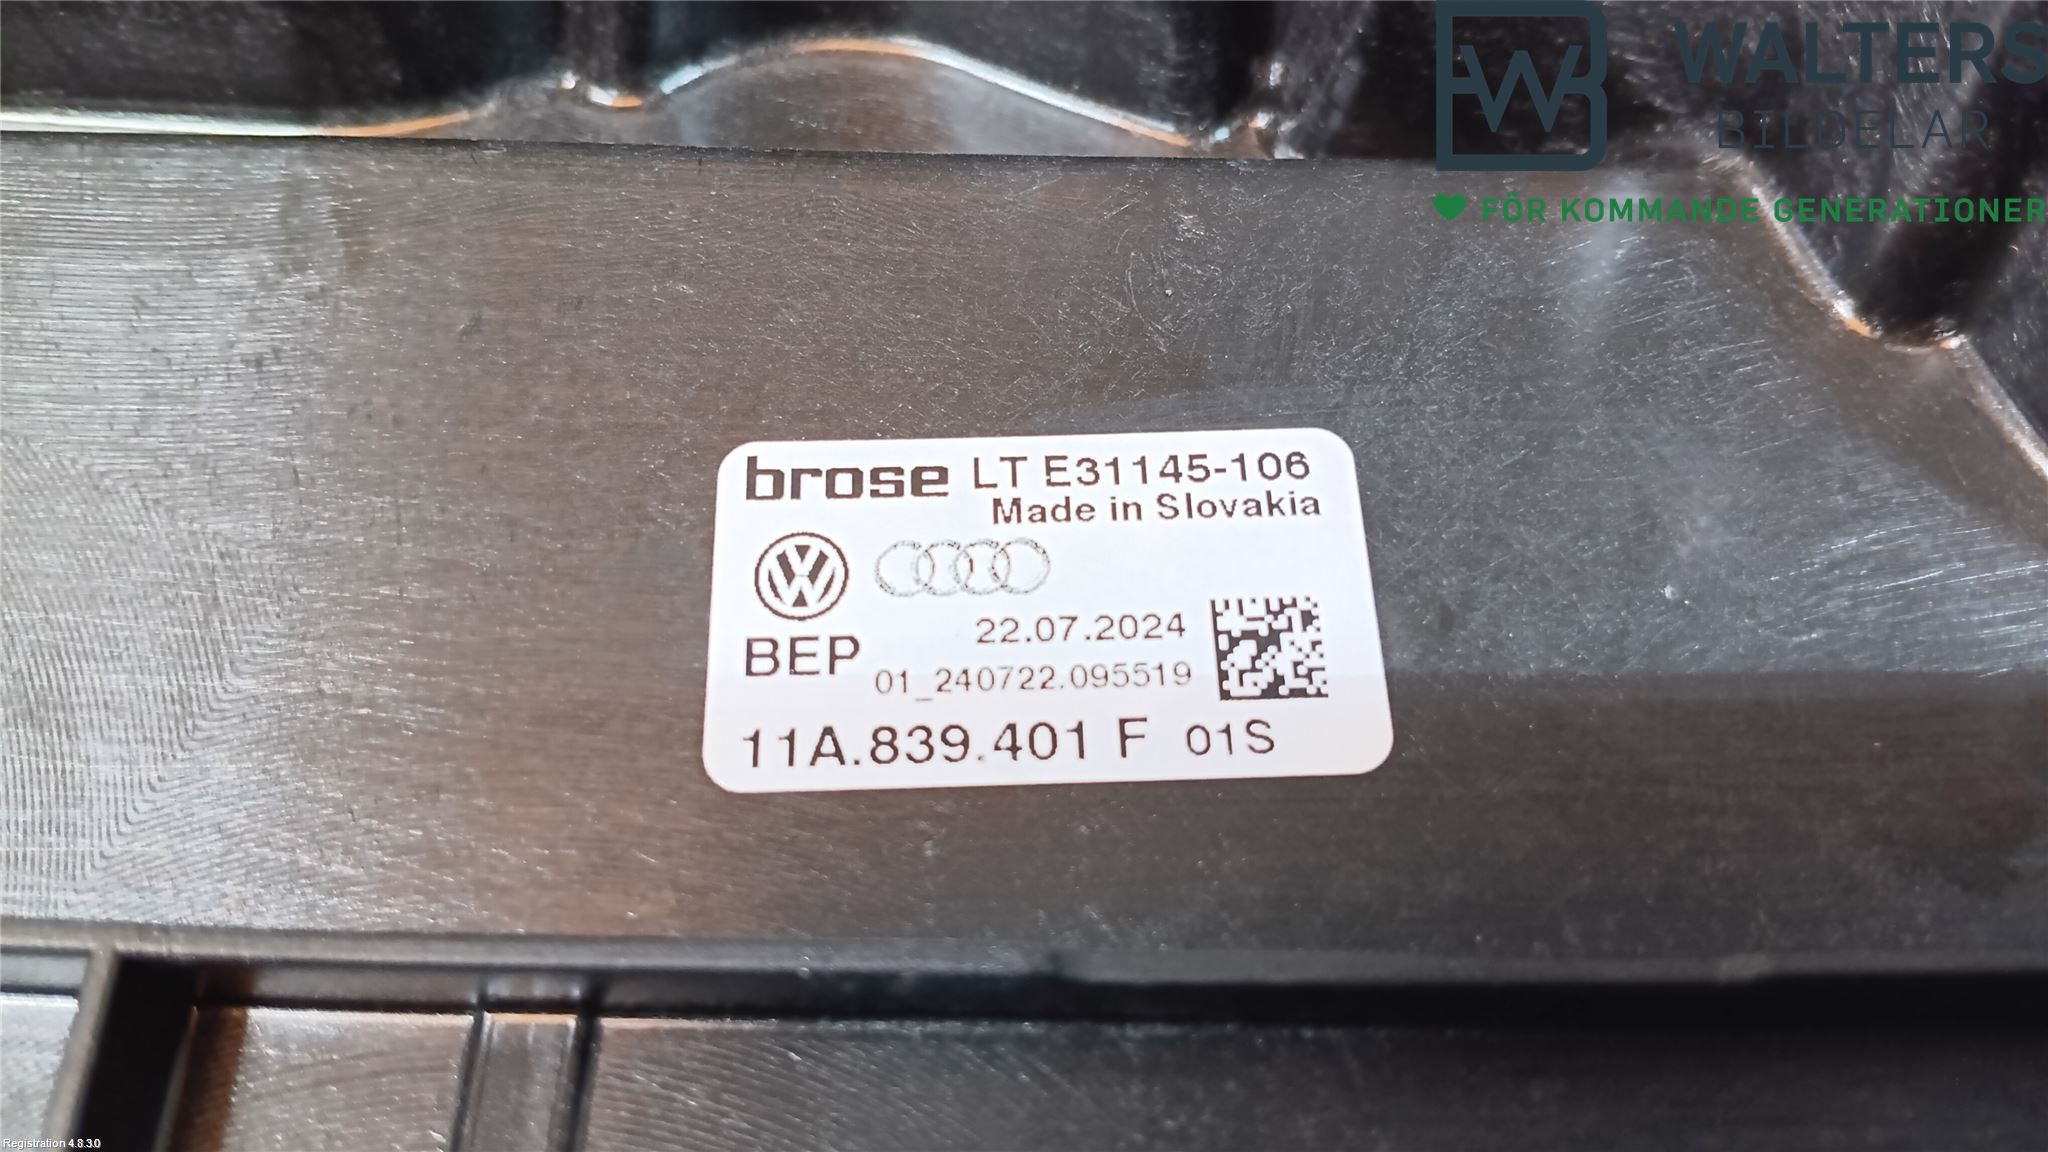 WALTERS
BILDELAR
FÖR KOMMANDE GENERATIONER
brose LT E31145-106
Made in Slovakia
BEP
22.07.2024
01_240722.095519
11A.839.401 F 01S
Registration 4.8.3.0